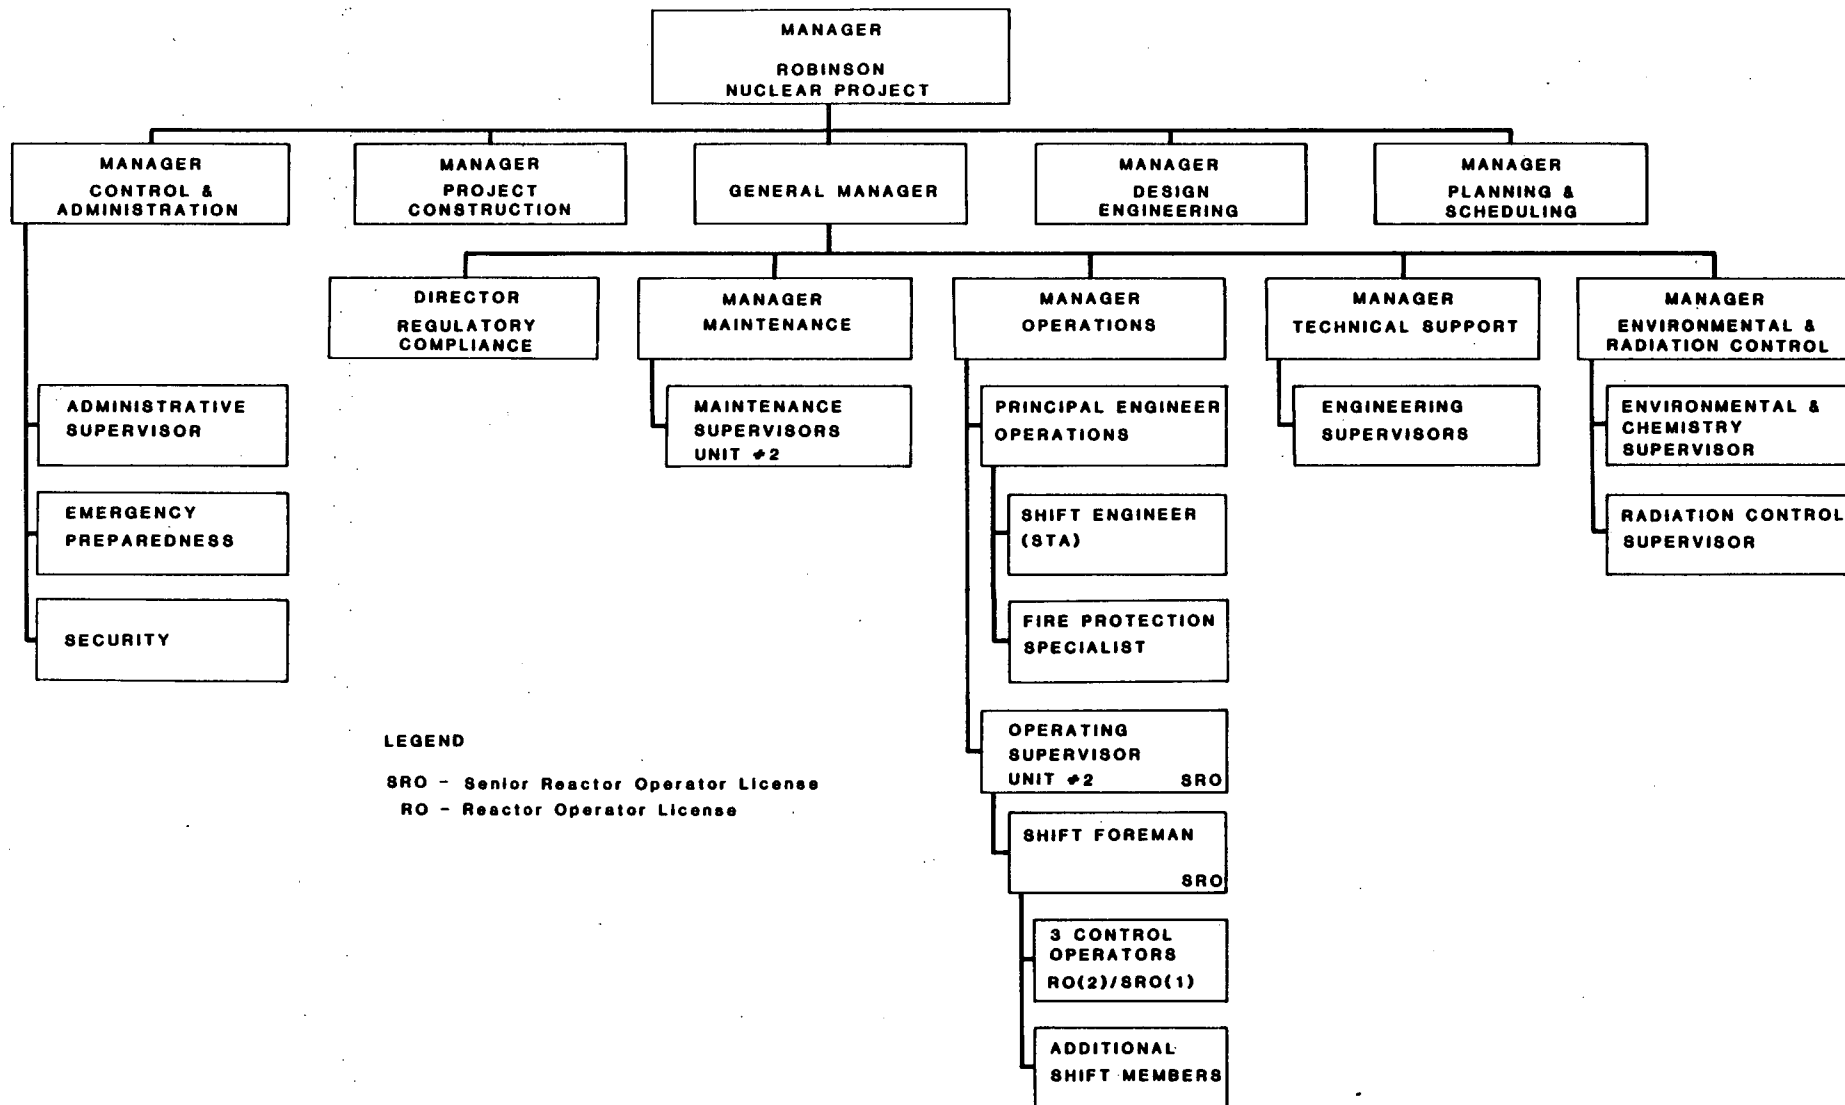 MANAGER
ROBINSON
NUCLEAR PROJECT
MANAGER
CONTROL &
ADMINISTRATION
MANAGER
PROJECT
CONSTRUCTION
GENERAL MANAGER
MANAGER
DESIGN
ENGINEERING
MANAGER
PLANNING &
SCHEDULING
DIRECTOR
REGULATORY
COMPLIANCE
MANAGER
MAINTENANCE
MANAGER
OPERATIONS
MANAGER
TECHNICAL SUPPORT
MANAGER
ENVIRONMENTAL &
RADIATION CONTROL
ADMINISTRATIVE
SUPERVISOR
EMERGENCY
PREPAREDNESS
SECURITY
MAINTENANCE
SUPERVISORS
UNIT #2
PRINCIPAL ENGINEER
OPERATIONS
SHIFT ENGINEER
(STA)
FIRE PROTECTION
SPECIALIST
OPERATING
SUPERVISOR
UNIT #2 SRO
SHIFT FOREMAN
SRO
3 CONTROL
OPERATORS
RO(2)/SRO(1)
ADDITIONAL
SHIFT MEMBERS
ENGINEERING
SUPERVISORS
ENVIRONMENTAL &
CHEMISTRY
SUPERVISOR
RADIATION CONTROL
SUPERVISOR
LEGEND
SRO - Senior Reactor Operator License
RO - Reactor Operator License